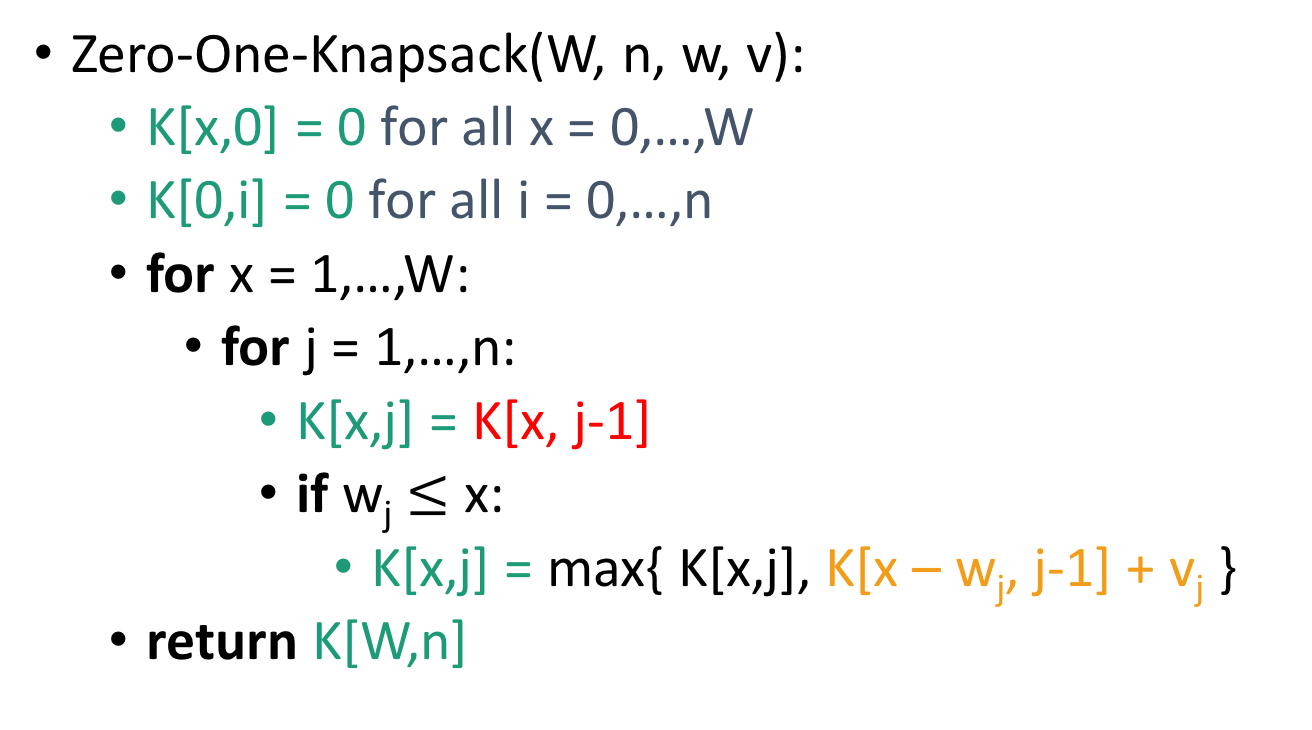 • Zero-One-Knapsack(W, n, w, v):
• K[x,0] = 0 for all x = 0,…,W
• K[0,i] = 0 for all i = 0,…,n
• for x = 1,…,W:
• for j = 1,…,n:
• K[x,j] = K[x, j-1]
• if wⱼ ≤ x:
• K[x,j] = max{ K[x,j], K[x – wⱼ, j-1] + vⱼ }
• return K[W,n]